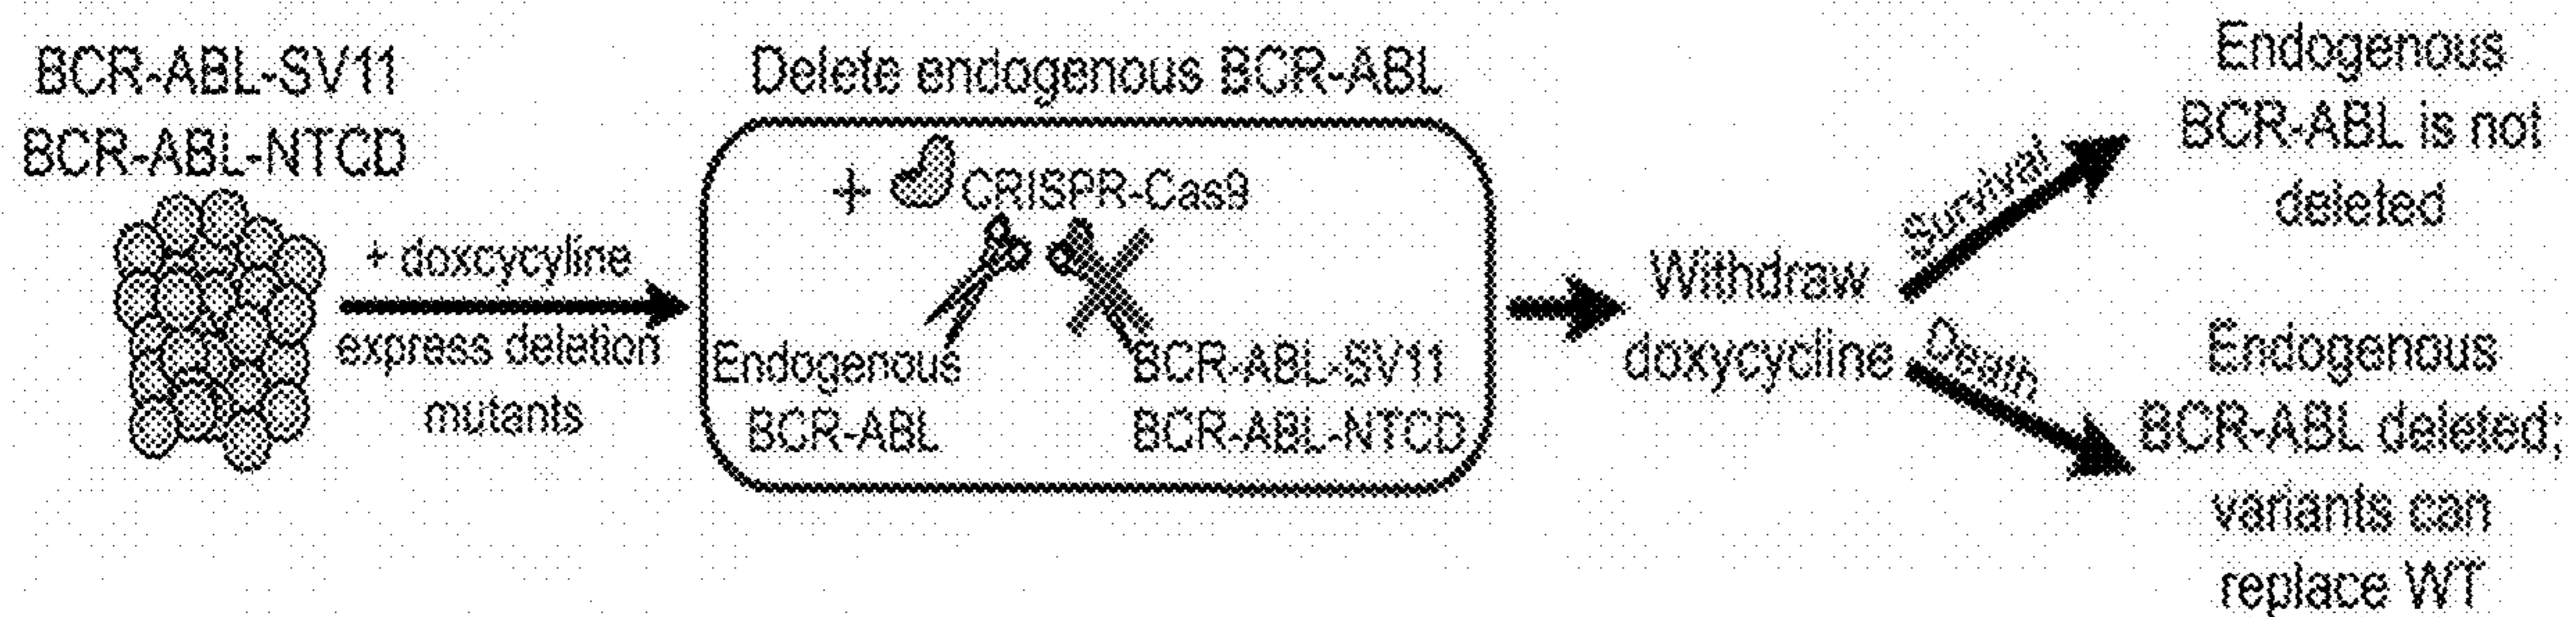 BCR-ABL-SV11
BCR-ABL-NTCD
+ doxcycyline
express deletion
mutants
Delete endogenous BCR-ABL
+ CRISPR-Cas9
Endogenous
BCR-ABL
BCR-ABL-SV11
BCR-ABL-NTCD
Withdraw
doxycycline
Survival
Endogenous
BCR-ABL is not
deleted
Death
Endogenous
BCR-ABL deleted;
variants can
replace WT